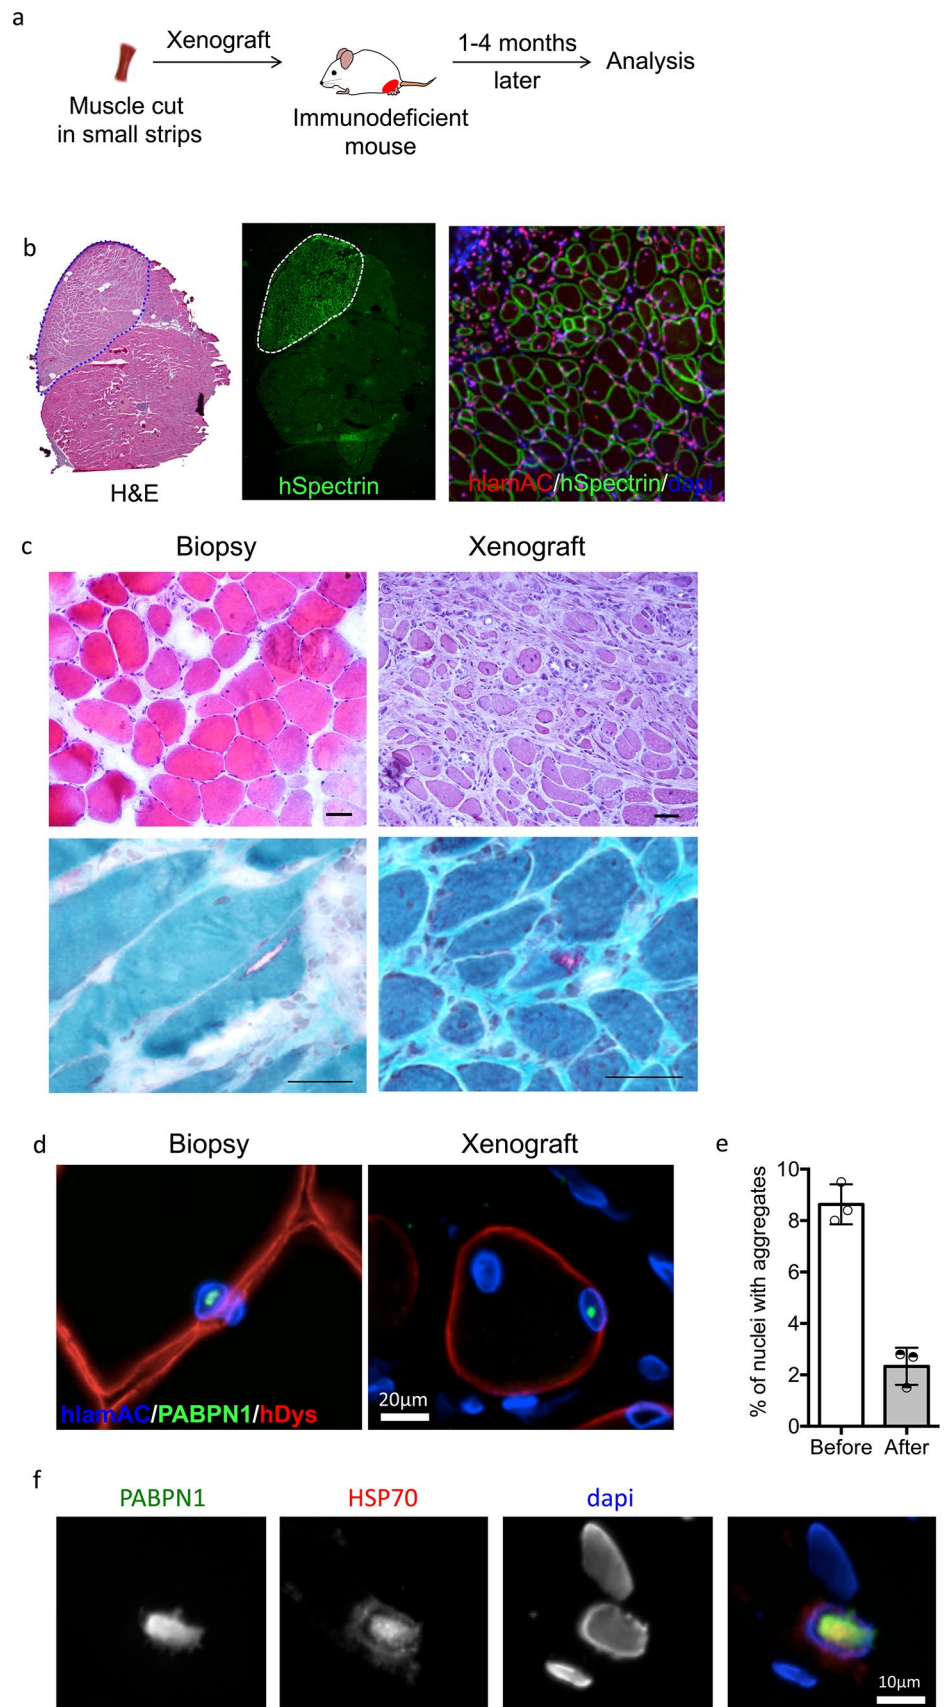 a
Xenograft
1-4 months
later
Analysis
Muscle cut
in small strips
Immunodeficient
mouse
b
H&E
hSpectrin
hlamAC/hSpectrin/dapi
c
Biopsy
Xenograft
d
Biopsy
Xenograft
hlamAC/PABPN1/hDys
20µm
e
% of nuclei with aggregates
10
8
6
4
2
0
Before
After
f
PABPN1
HSP70
dapi
10µm